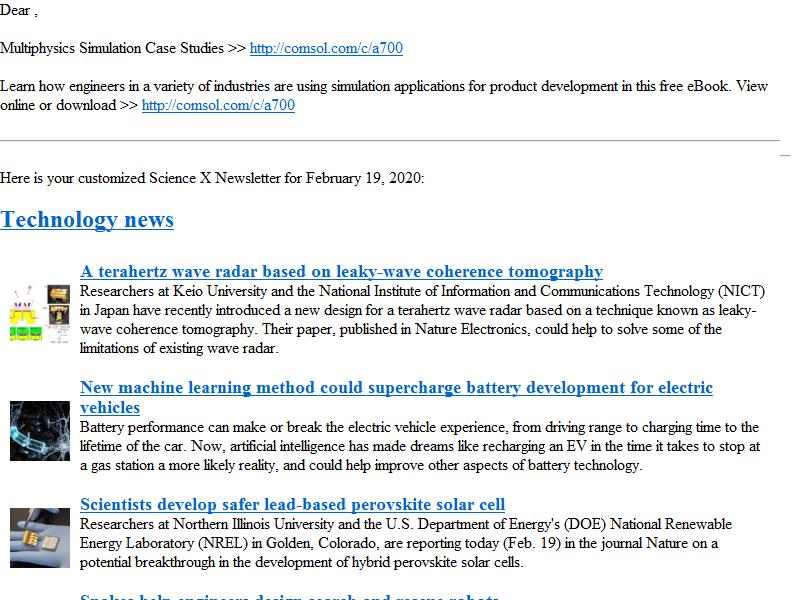 Dear ,
Multiphysics Simulation Case Studies >> http://comsol.com/c/a700
Learn how engineers in a variety of industries are using simulation applications for product development in this free eBook. View
online or download >> http://comsol.com/c/a700
Here is your customized Science X Newsletter for February 19, 2020:
Technology news
A terahertz wave radar based on leaky-wave coherence tomography
Researchers at Keio University and the National Institute of Information and Communications Technology (NICT)
in Japan have recently introduced a new design for a terahertz wave radar based on a technique known as leaky-
wave coherence tomography. Their paper, published in Nature Electronics, could help to solve some of the
limitations of existing wave radar.
New machine learning method could supercharge battery development for electric
vehicles
Battery performance can make or break the electric vehicle experience, from driving range to charging time to the
lifetime of the car. Now, artificial intelligence has made dreams like recharging an EV in the time it takes to stop at
a gas station a more likely reality, and could help improve other aspects of battery technology.
Scientists develop safer lead-based perovskite solar cell
Researchers at Northern Illinois University and the U.S. Department of Energy's (DOE) National Renewable
Energy Laboratory (NREL) in Golden, Colorado, are reporting today (Feb. 19) in the journal Nature on a
potential breakthrough in the development of hybrid perovskite solar cells.